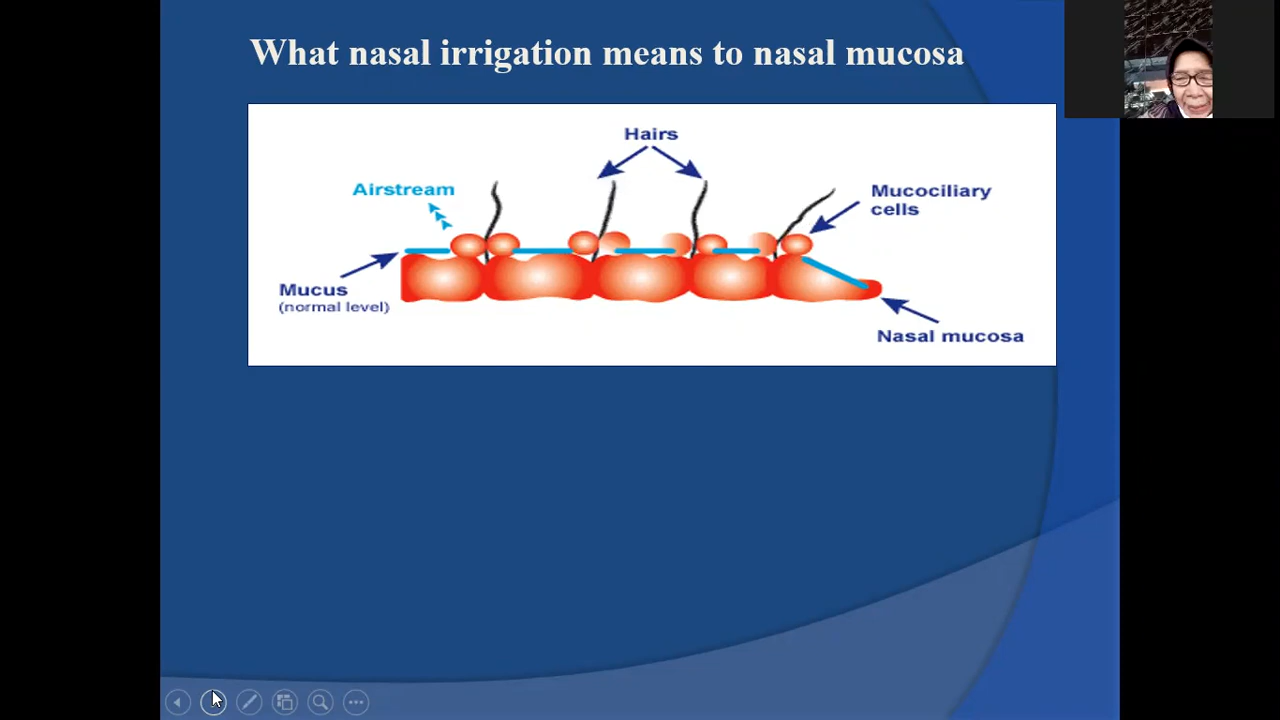 What nasal irrigation means to nasal mucosa
Hairs
Airstream
Mucociliary
cells
Mucus
(normal level)
Nasal mucosa